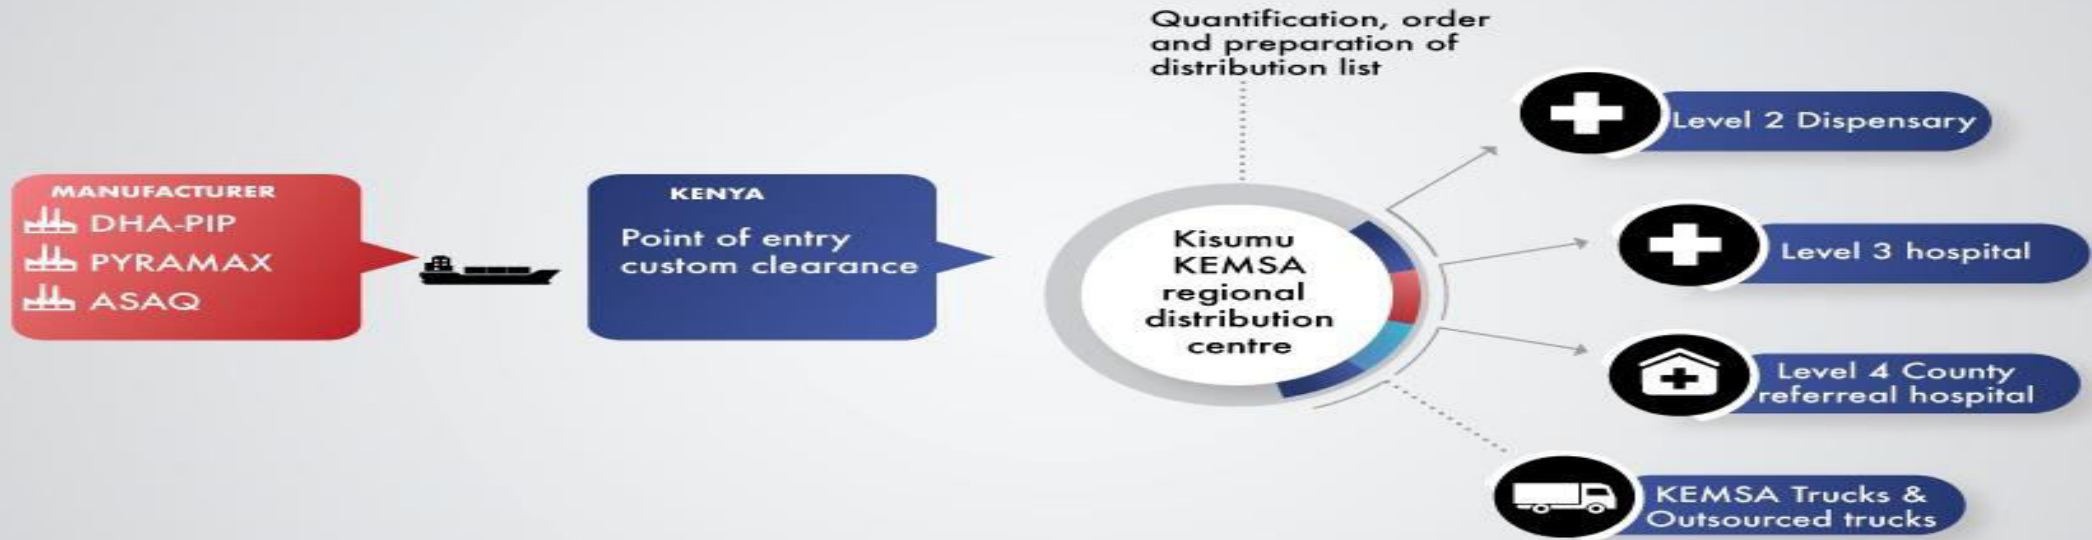 MANUFACTURER
DHA-PIP
PYRAMAX
ASAQ
KENYA
Point of entry
custom clearance
Quantification, order
and preparation of
distribution list
Kisumu
KEMSA
regional
distribution
centre
Level 2 Dispensary
Level 3 hospital
Level 4 County
referreal hospital
KEMSA Trucks &
Outsourced trucks